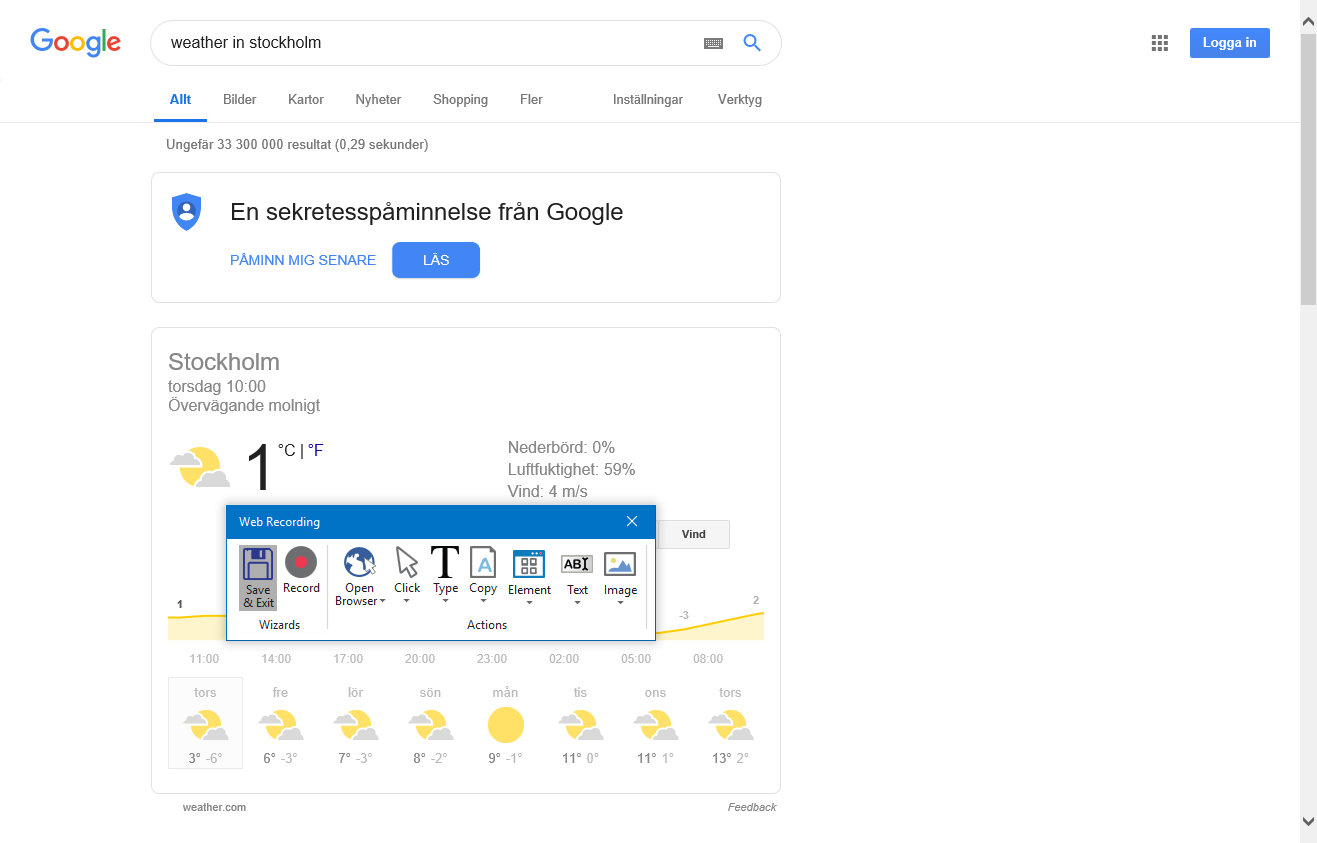 Google
weather in stockholm
Logga in
Allt Bilder Kartor Nyheter Shopping Fler Inställningar Verktyg
Ungefär 33 300 000 resultat (0,29 sekunder)
En sekretesspåminnelse från Google
PÅMINN MIG SENARE LÄS
Stockholm
torsdag 10:00
Övervägande molnigt
1 °C | °F
Nederbörd: 0%
Luftfuktighet: 59%
Vind: 4 m/s
Vind
Web Recording
Save & Exit
Record
Open Browser
Click
Type
Copy
Element
Text
Image
Wizards
Actions
1 -3 2
11:00 14:00 17:00 20:00 23:00 02:00 05:00 08:00
tors fre lör sön mån tis ons tors
3° -6° 6° -3° 7° -3° 8° -2° 9° -1° 11° 0° 11° 1° 13° 2°
weather.com Feedback